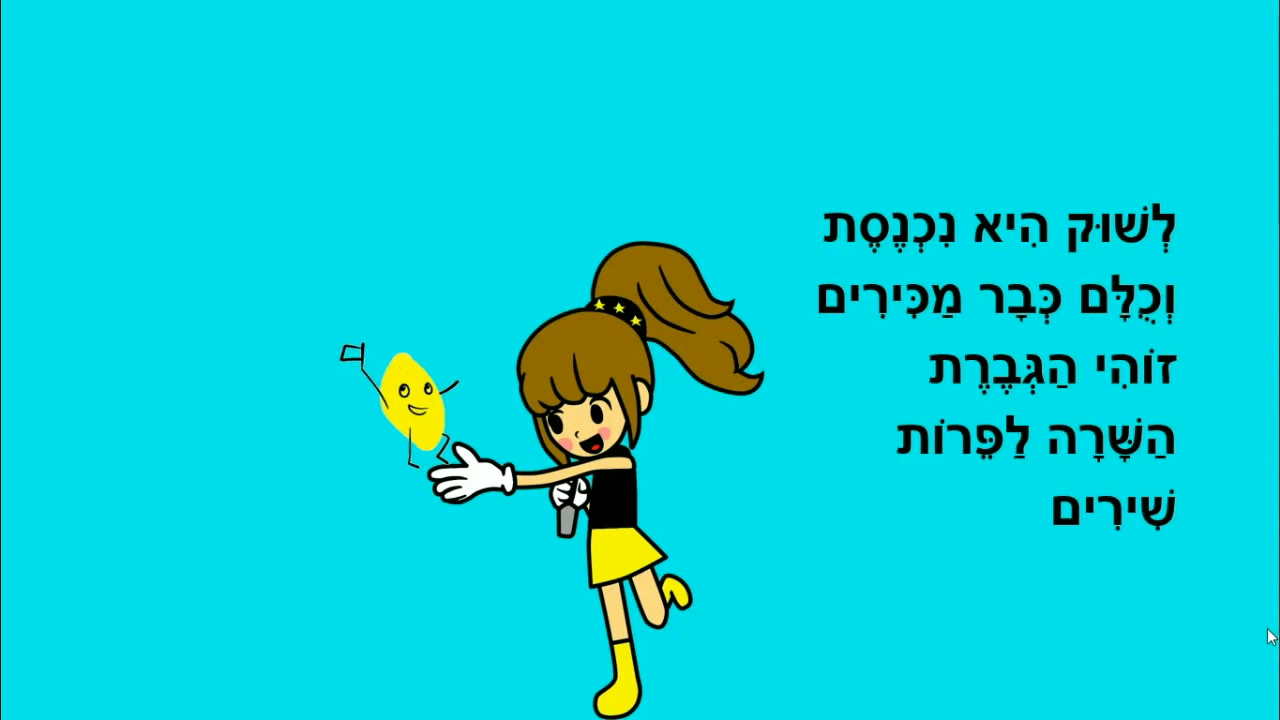 לְשׁוּק הִיא נִכְנֶסֶת
וְכֻלָּם כְּבָר מַכִּירִים
זוֹהִי הַגְּבֶרֶת
הַשָּׁרָה לַפֵּרוֹת
שִׁירִים